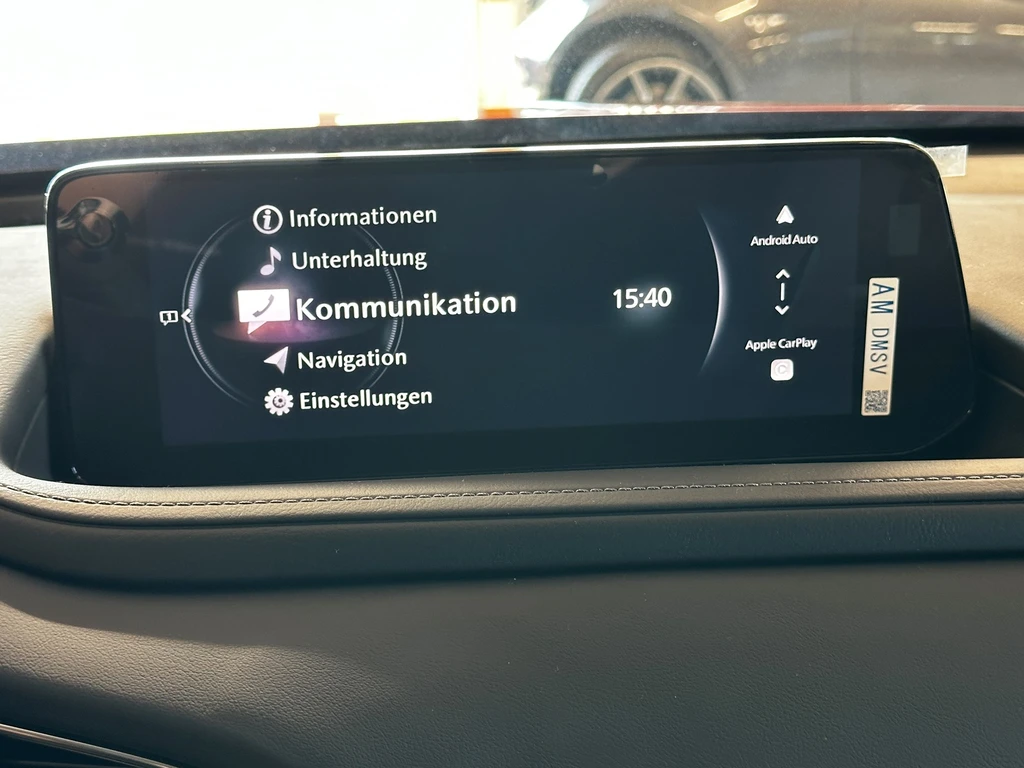 Informationen
Unterhaltung
Kommunikation
Navigation
Einstellungen
15:40
Android Auto
Apple CarPlay
AM DMSV